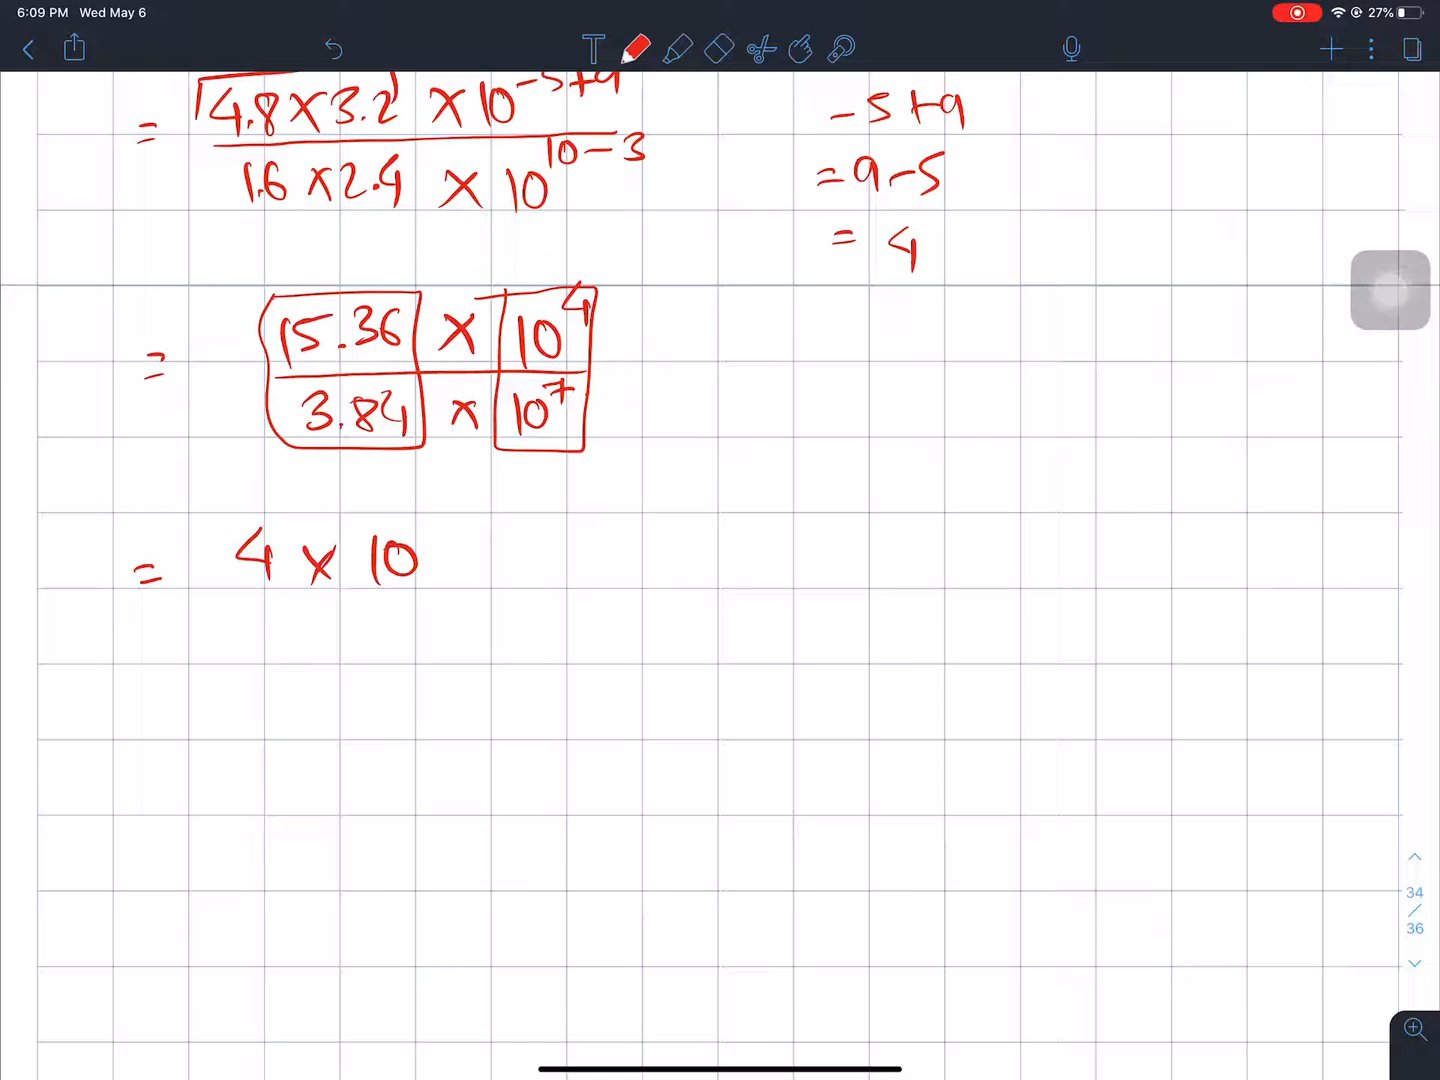 6:09 PM Wed May 6
27%
4.8 × 3.2 × 10^-5+9
=
1.6 × 2.4 × 10^10-3
-5+9
= 9-5
= 4
15.36 × 10^4
=
3.84 × 10^7
= 4 × 10
34
/
36